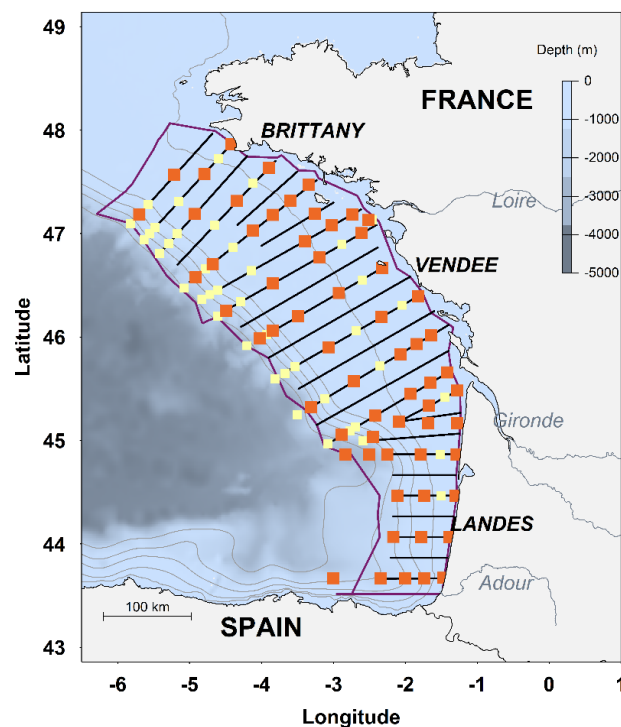 49
48
47
46
45
44
43
Latitude
-6
-5
-4
-3
-2
-1
0
1
Longitude
Depth (m)
0
-1000
-2000
-3000
-4000
-5000
FRANCE
BRITTANY
Loire
VENDEE
Gironde
LANDES
Adour
100 km
SPAIN